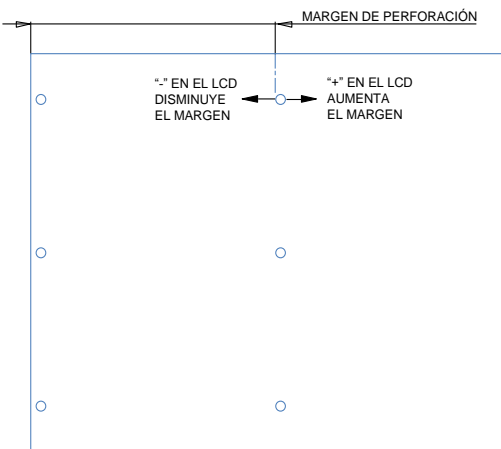 MARGEN DE PERFORACIÓN
“-” EN EL LCD
DISMINUYE
EL MARGEN
“+” EN EL LCD
AUMENTA
EL MARGEN